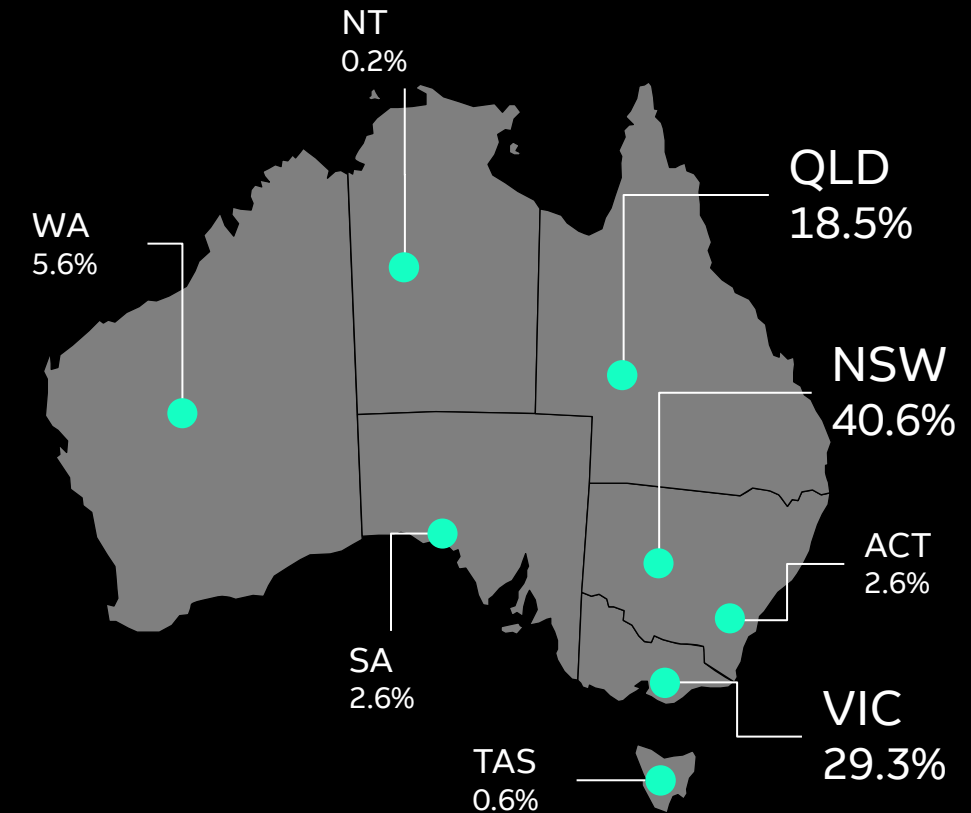 NT
0.2%
QLD
18.5%
WA
5.6%
NSW
40.6%
ACT
2.6%
SA
2.6%
VIC
29.3%
TAS
0.6%